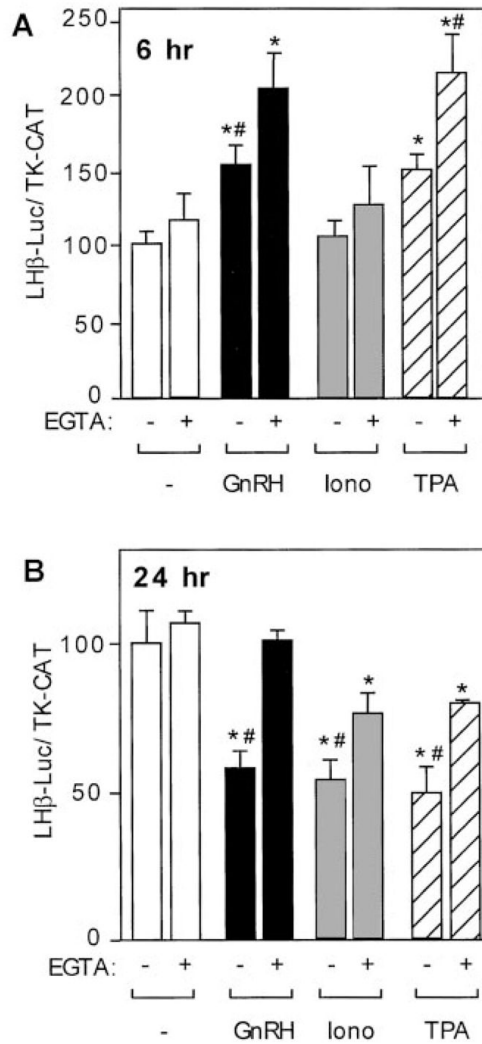 A
6 hr
LHβ-Luc/ TK-CAT
250
200
150
100
50
0
* # * * *#
EGTA: - + - + - + - +
- GnRH Iono TPA
B
24 hr
LHβ-Luc/ TK-CAT
100
50
0
* # * # * * # *
EGTA: - + - + - + - +
- GnRH Iono TPA